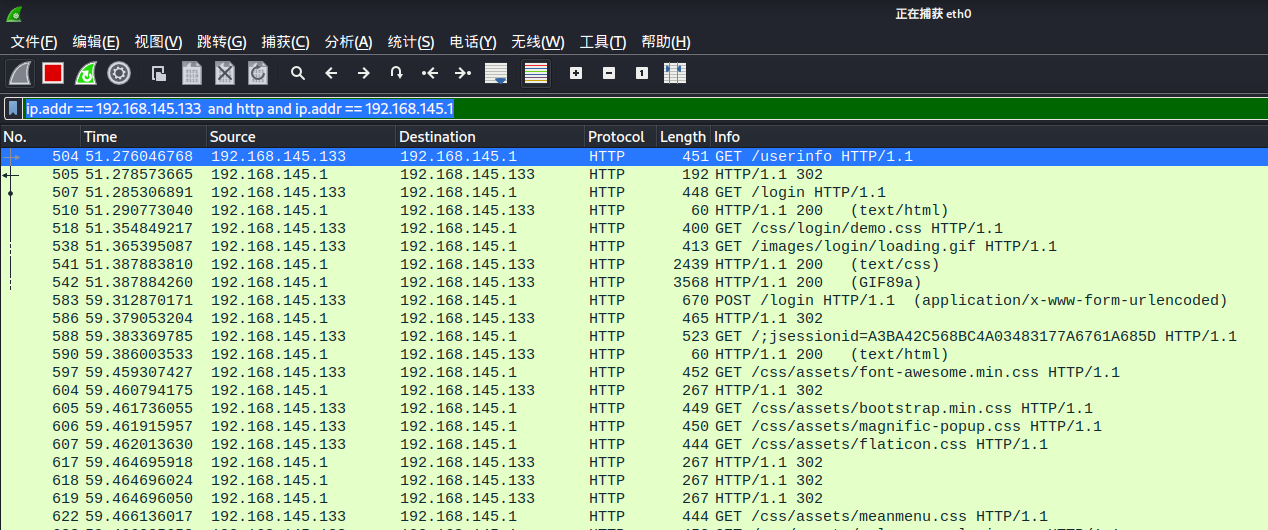 正在捕获 eth0
文件(F) 编辑(E) 视图(V) 跳转(G) 捕获(C) 分析(A) 统计(S) 电话(Y) 无线(W) 工具(T) 帮助(H)
ip.addr == 192.168.145.133 and http and ip.addr == 192.168.145.1
No. Time Source Destination Protocol Length Info
504 51.276046768 192.168.145.133 192.168.145.1 HTTP 451 GET /userinfo HTTP/1.1
505 51.278573665 192.168.145.1 192.168.145.133 HTTP 192 HTTP/1.1 302
507 51.285306891 192.168.145.133 192.168.145.1 HTTP 448 GET /login HTTP/1.1
510 51.290773040 192.168.145.1 192.168.145.133 HTTP 60 HTTP/1.1 200 (text/html)
518 51.354849217 192.168.145.133 192.168.145.1 HTTP 400 GET /css/login/demo.css HTTP/1.1
538 51.365395087 192.168.145.133 192.168.145.1 HTTP 413 GET /images/login/loading.gif HTTP/1.1
541 51.387883810 192.168.145.1 192.168.145.133 HTTP 2439 HTTP/1.1 200 (text/css)
542 51.387884260 192.168.145.1 192.168.145.133 HTTP 3568 HTTP/1.1 200 (GIF89a)
583 59.312870171 192.168.145.133 192.168.145.1 HTTP 670 POST /login HTTP/1.1 (application/x-www-form-urlencoded)
586 59.379053204 192.168.145.1 192.168.145.133 HTTP 465 HTTP/1.1 302
588 59.383369785 192.168.145.133 192.168.145.1 HTTP 523 GET /;jsessionid=A3BA42C568BC4A03483177A6761A685D HTTP/1.1
590 59.386003533 192.168.145.1 192.168.145.133 HTTP 60 HTTP/1.1 200 (text/html)
597 59.459307427 192.168.145.133 192.168.145.1 HTTP 452 GET /css/assets/font-awesome.min.css HTTP/1.1
604 59.460794175 192.168.145.1 192.168.145.133 HTTP 267 HTTP/1.1 302
605 59.461736055 192.168.145.133 192.168.145.1 HTTP 449 GET /css/assets/bootstrap.min.css HTTP/1.1
606 59.461915957 192.168.145.133 192.168.145.1 HTTP 450 GET /css/assets/magnific-popup.css HTTP/1.1
607 59.462013630 192.168.145.133 192.168.145.1 HTTP 444 GET /css/assets/flaticon.css HTTP/1.1
617 59.464695918 192.168.145.1 192.168.145.133 HTTP 267 HTTP/1.1 302
618 59.464696024 192.168.145.1 192.168.145.133 HTTP 267 HTTP/1.1 302
619 59.464696050 192.168.145.1 192.168.145.133 HTTP 267 HTTP/1.1 302
622 59.466136017 192.168.145.133 192.168.145.1 HTTP 444 GET /css/assets/meanmenu.css HTTP/1.1